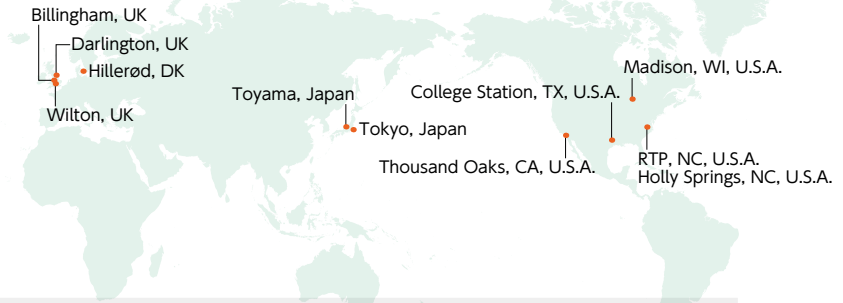 Billingham, UK
Darlington, UK
Hillerød, DK
Wilton, UK
Toyama, Japan
Tokyo, Japan
College Station, TX, U.S.A.
Madison, WI, U.S.A.
Thousand Oaks, CA, U.S.A.
RTP, NC, U.S.A.
Holly Springs, NC, U.S.A.